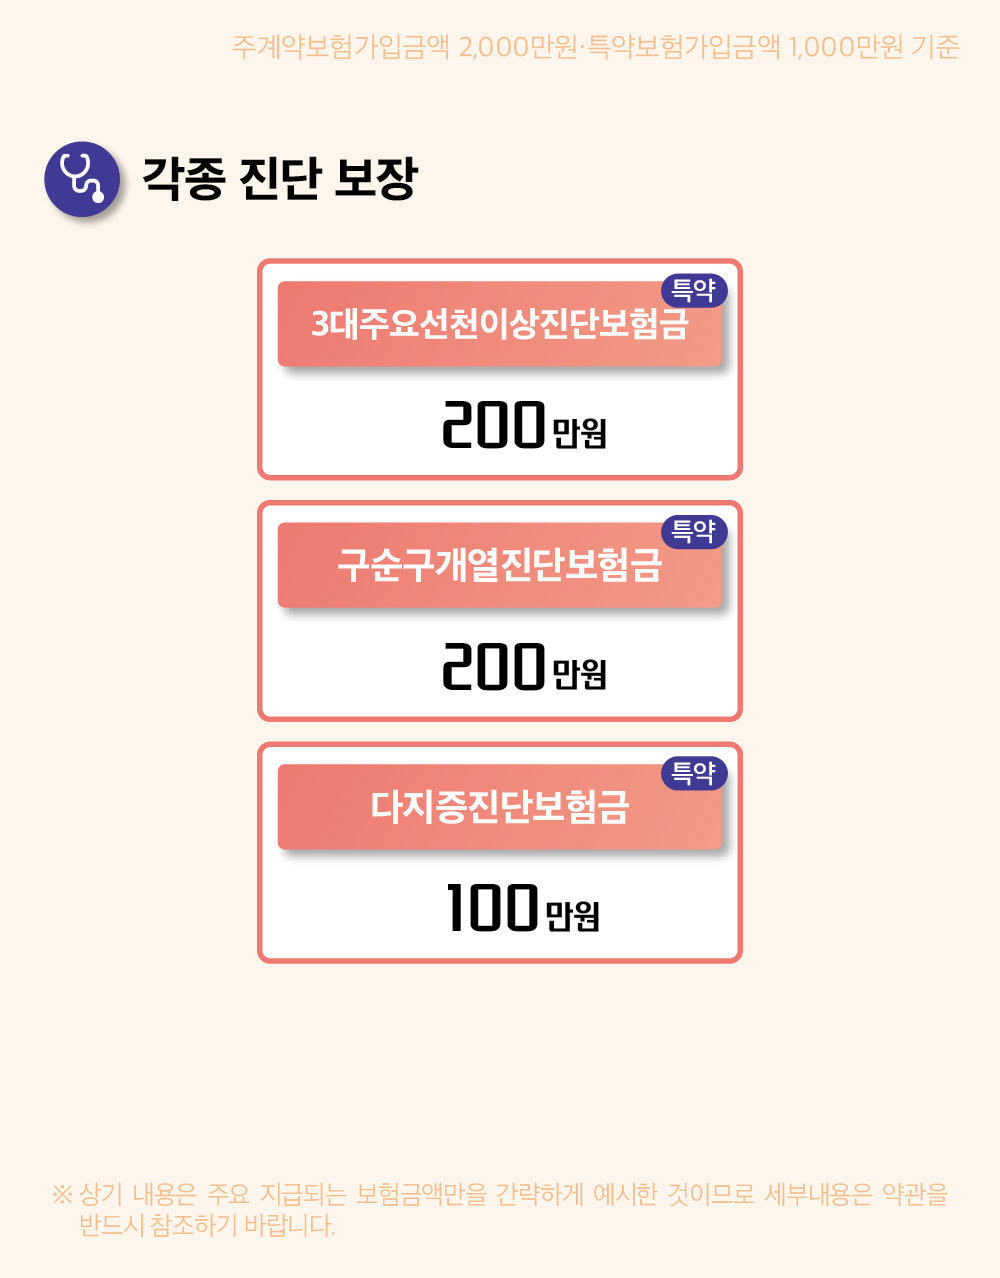 주계약보험가입금액 2,000만원·특약보험가입금액 1,000만원 기준
각종 진단 보장
특약
3대주요선천이상진단보험금
200만원
특약
구순구개열진단보험금
200만원
특약
다지증진단보험금
100만원
※ 상기 내용은 주요 지급되는 보험금액만을 간략하게 예시한 것이므로 세부내용은 약관을
반드시 참조하기 바랍니다.